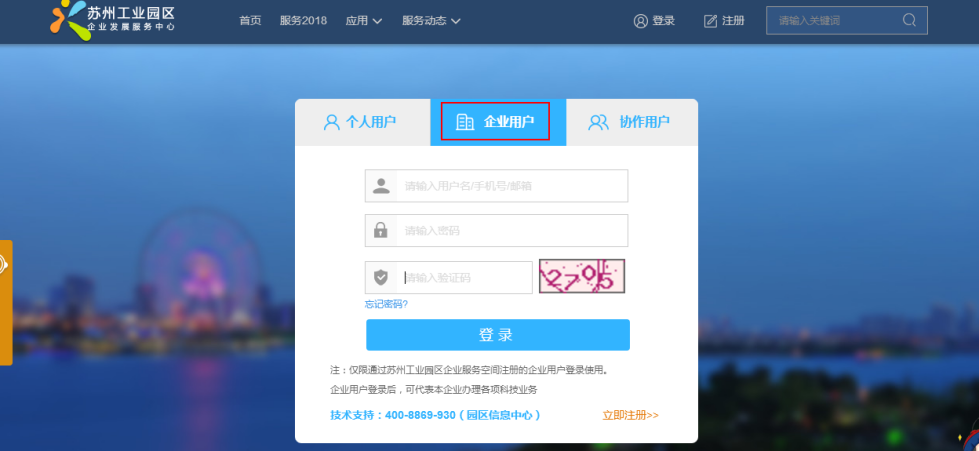 苏州工业园区
企业发展服务中心
首页 服务2018 应用 服务动态 登录 注册 请输入关键词
个人用户 企业用户 协作用户
请输入用户名/手机号/邮箱
请输入密码
请输入验证码 2795
忘记密码?
登 录
注：仅限通过苏州工业园区企业服务空间注册的企业用户登录使用。
企业用户登录后，可代表本企业办理各项科技业务
技术支持：400-8869-930（园区信息中心） 立即注册>>